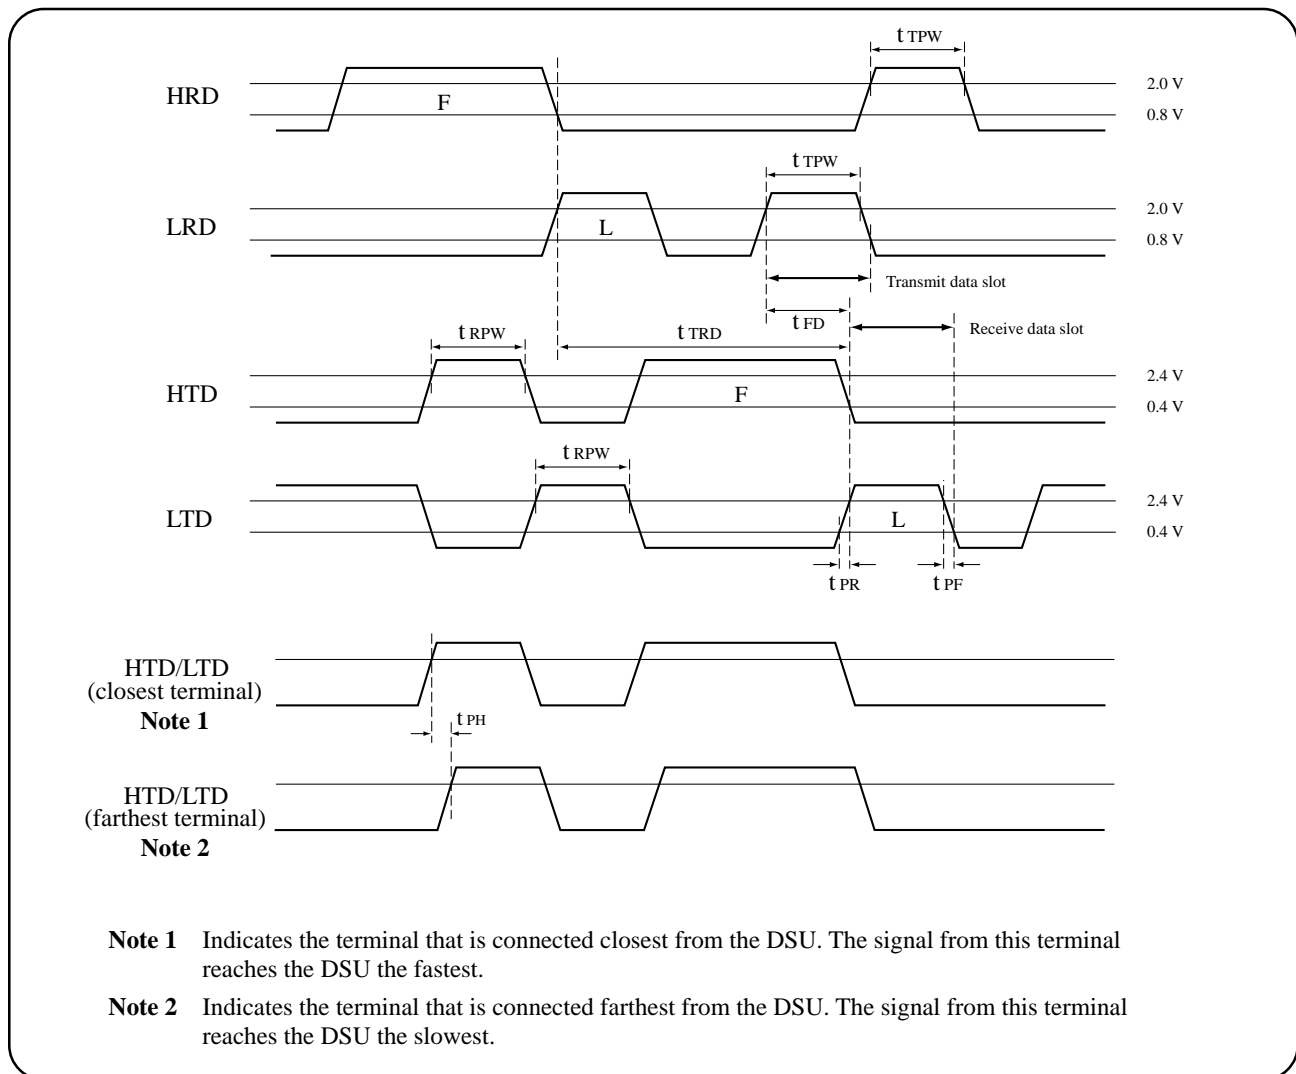 t TPW
HRD
F
2.0 V
0.8 V
t TPW
LRD
L
2.0 V
0.8 V
Transmit data slot
t FD
Receive data slot
t RPW
t TRD
HTD
F
2.4 V
0.4 V
t RPW
LTD
L
2.4 V
0.4 V
t PR
t PF
HTD/LTD
(closest terminal)
Note 1
t PH
HTD/LTD
(farthest terminal)
Note 2
Note 1 Indicates the terminal that is connected closest from the DSU. The signal from this terminal
reaches the DSU the fastest.
Note 2 Indicates the terminal that is connected farthest from the DSU. The signal from this terminal
reaches the DSU the slowest.